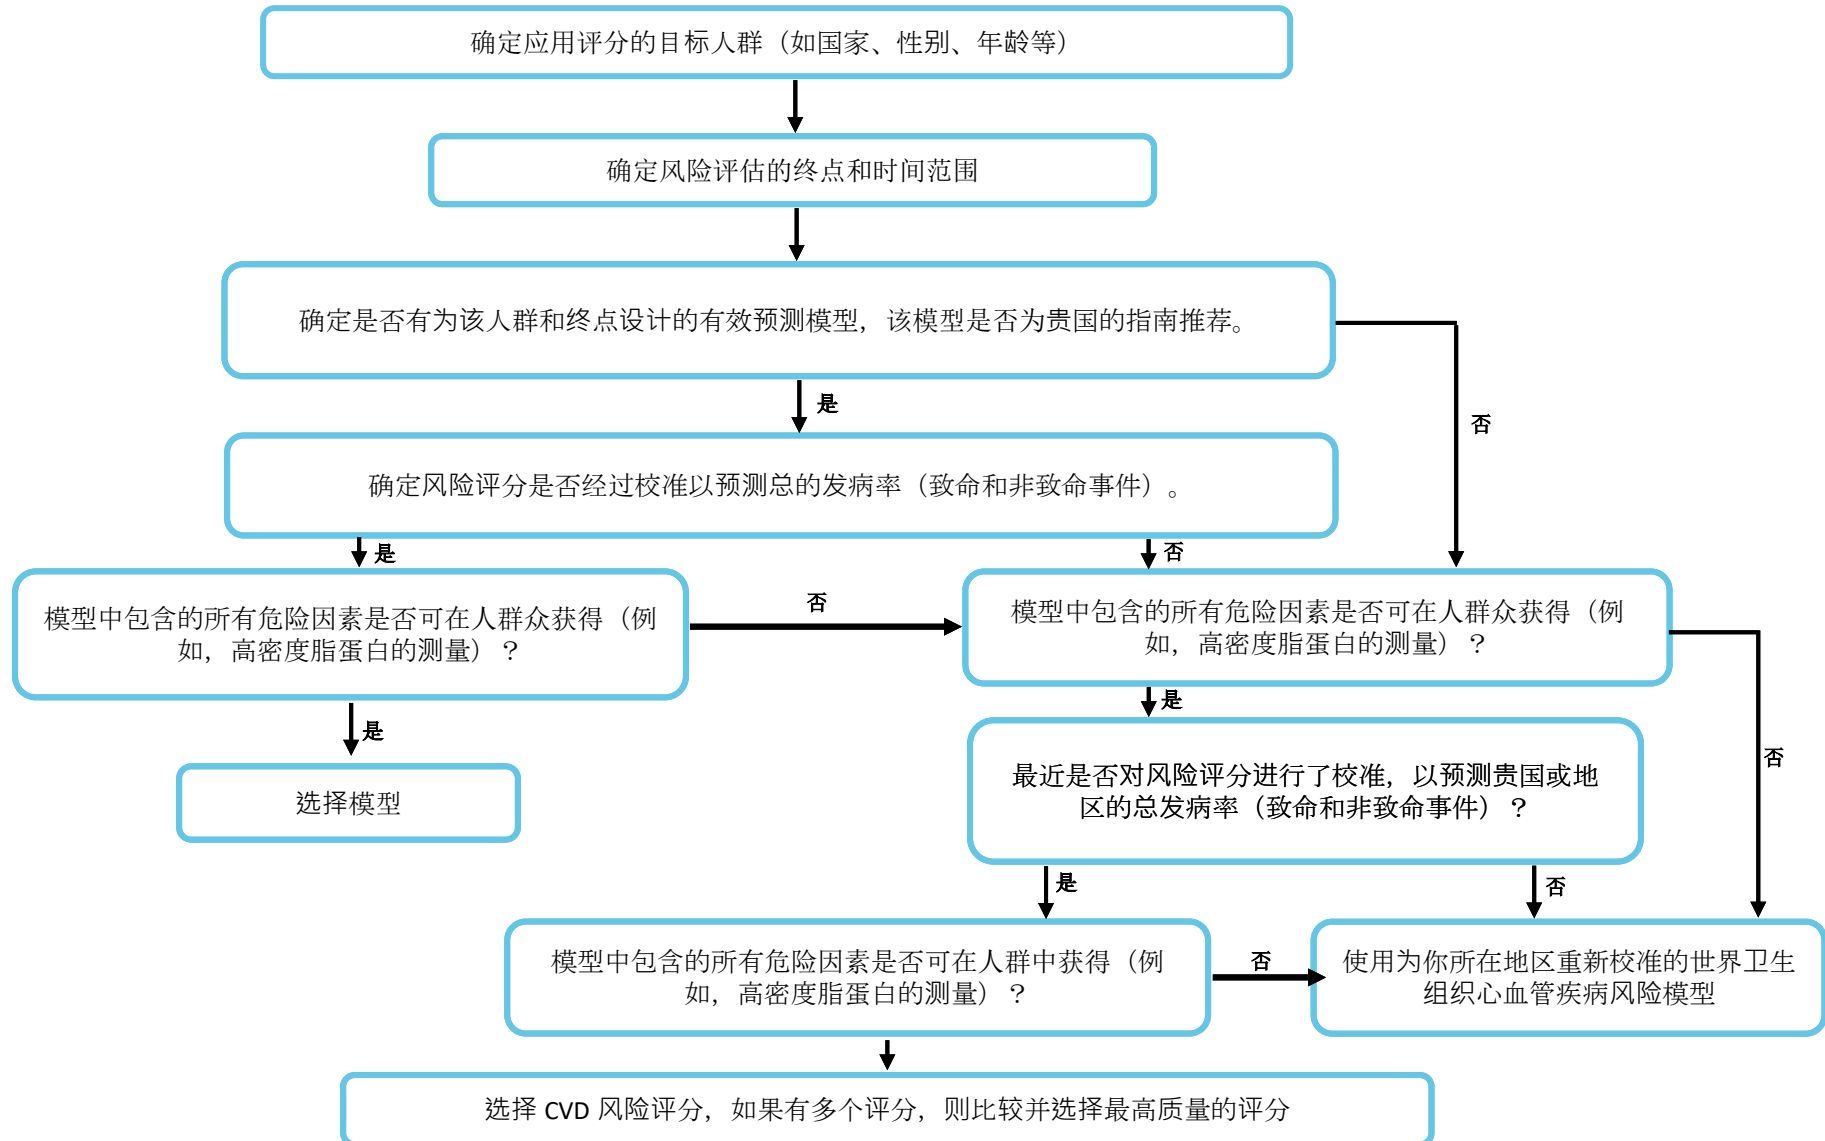 确定应用评分的目标人群（如国家、性别、年龄等）
确定风险评估的终点和时间范围
确定是否有为该人群和终点设计的有效预测模型，该模型是否为贵国的指南推荐。
是
否
确定风险评分是否经过校准以预测总的发病率（致命和非致命事件）。
是
否
模型中包含的所有危险因素是否可在人群众获得（例
如，高密度脂蛋白的测量）？
否
模型中包含的所有危险因素是否可在人群众获得（例
如，高密度脂蛋白的测量）？
是
是
否
选择模型
最近是否对风险评分进行了校准，以预测贵国或地
区的总发病率（致命和非致命事件）？
是
否
模型中包含的所有危险因素是否可在人群中获得（例
如，高密度脂蛋白的测量）？
否
使用为你所在地区重新校准的世界卫生
组织心血管疾病风险模型
选择 CVD 风险评分，如果有多个评分，则比较并选择最高质量的评分